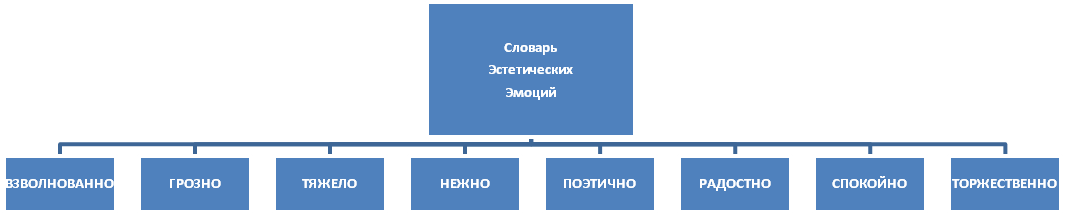 Словарь
Эстетических
Эмоций
ВЗВОЛНОВАННО
ГРОЗНО
ТЯЖЕЛО
НЕЖНО
ПОЭТИЧНО
РАДОСТНО
СПОКОЙНО
ТОРЖЕСТВЕННО